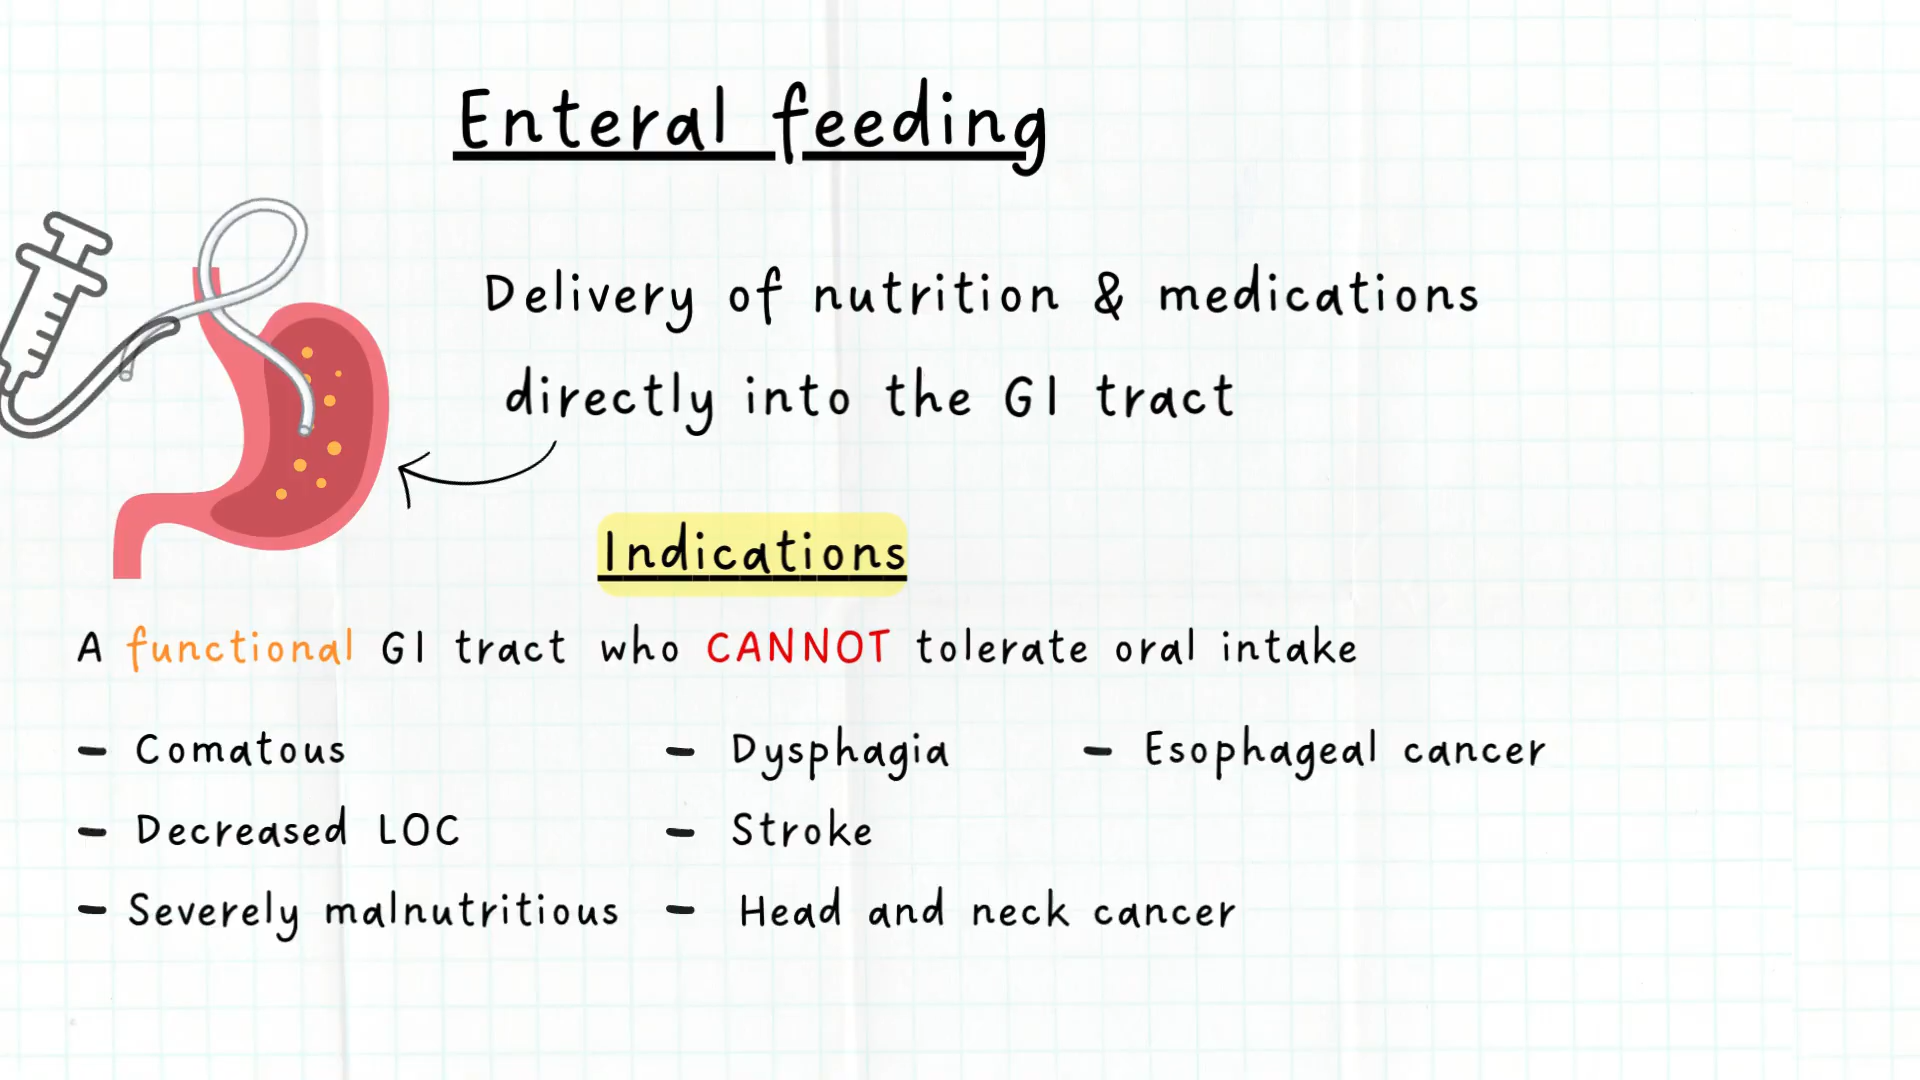 Enteral feeding
Delivery of nutrition & medications
directly into the GI tract
Indications
A functional GI tract who CANNOT tolerate oral intake
- Comatous
- Decreased LOC
- Severely malnutritious
- Dysphagia
- Stroke
- Head and neck cancer
- Esophageal cancer